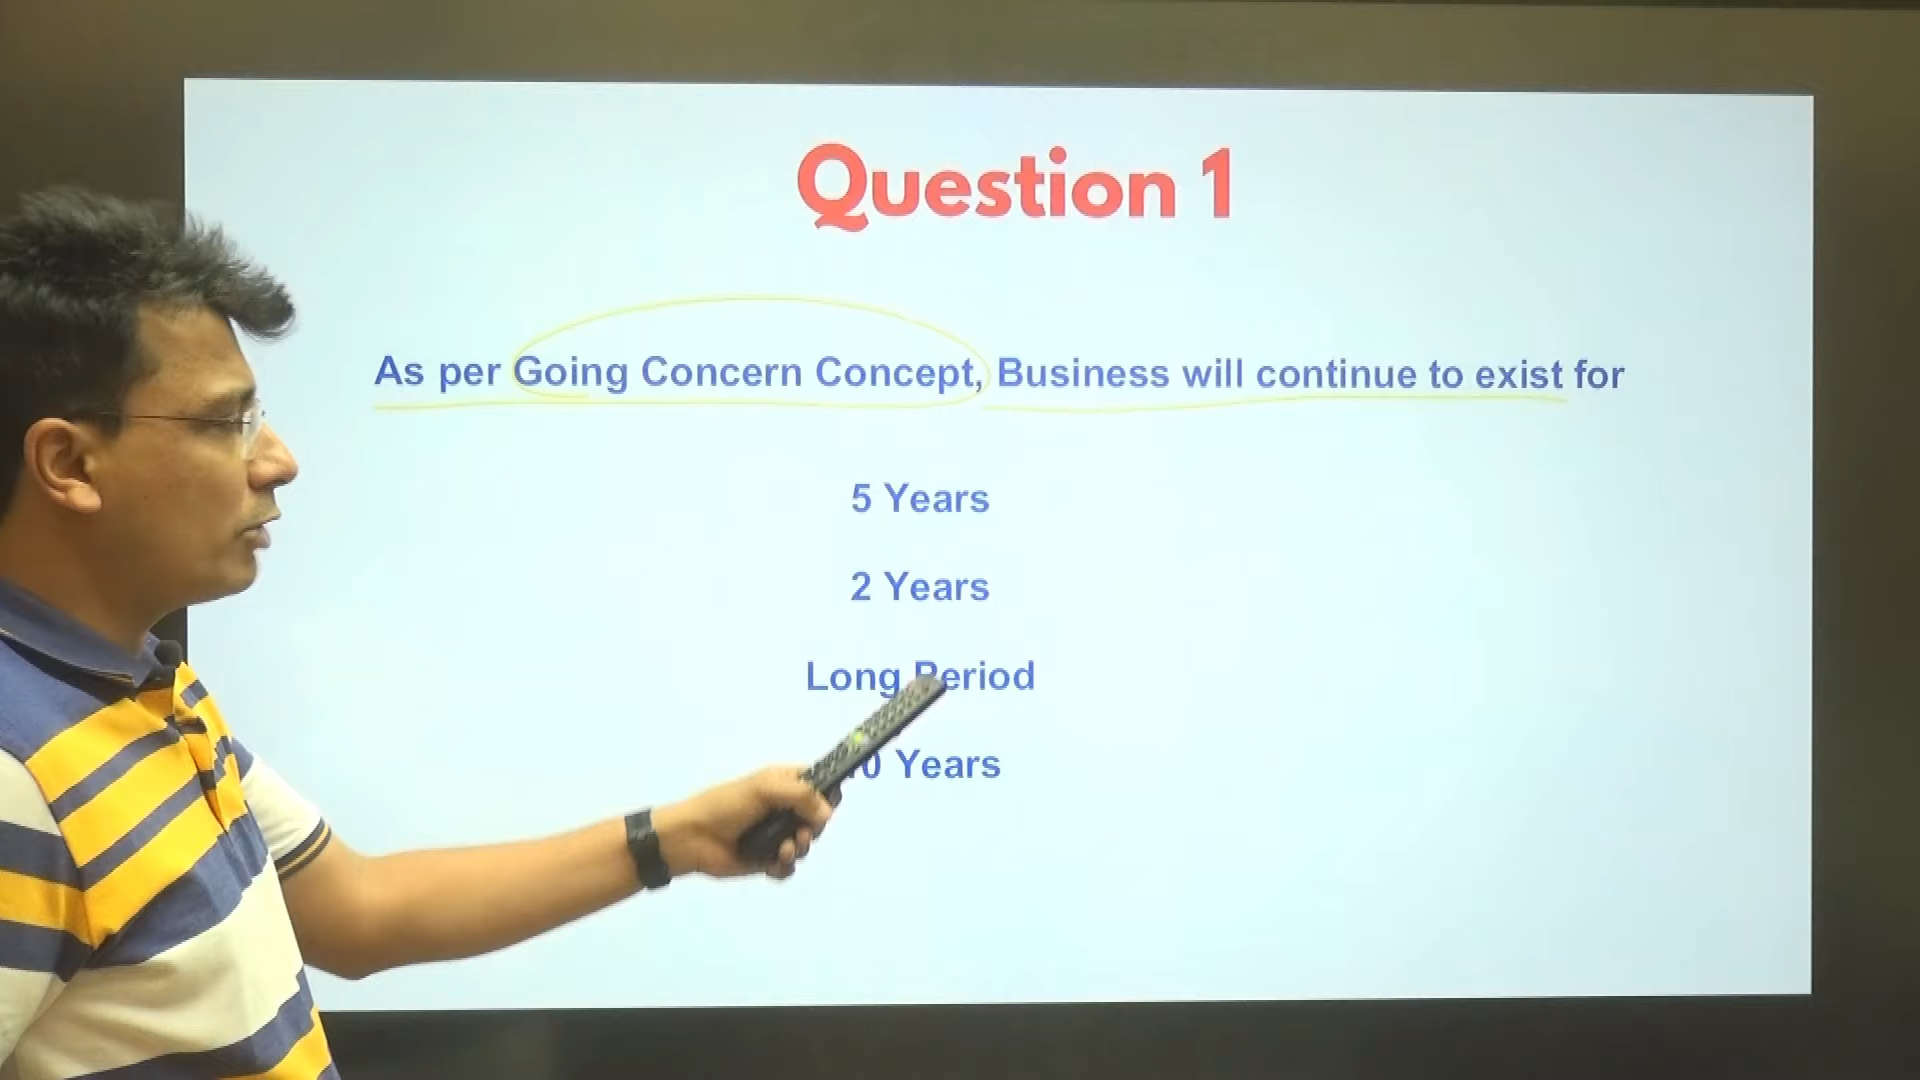 Question 1
As per Going Concern Concept, Business will continue to exist for
5 Years
2 Years
Long Period
10 Years